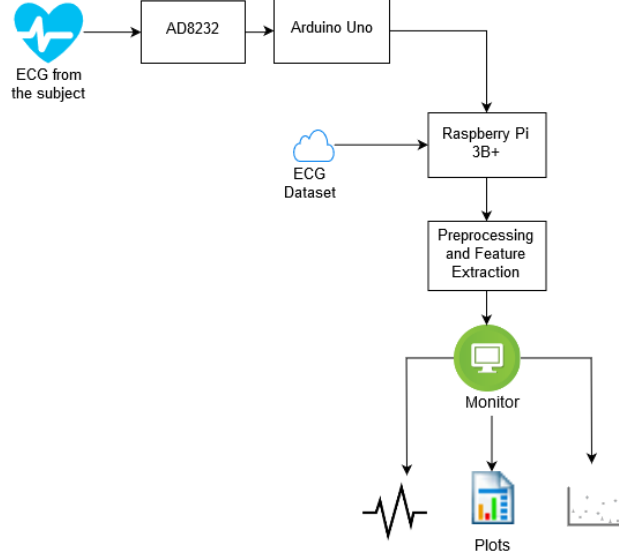 ECG from
the subject
AD8232
Arduino Uno
Raspberry Pi
3B+
ECG
Dataset
Preprocessing
and Feature
Extraction
Monitor
Plots